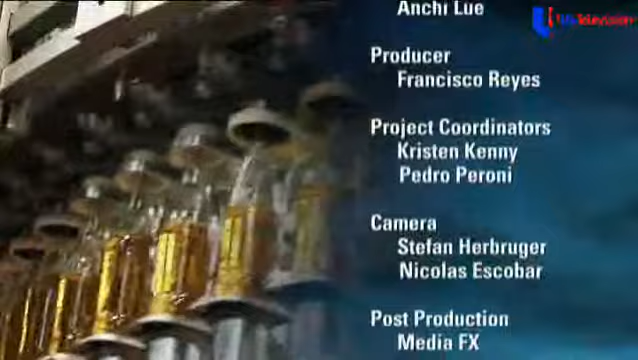 Anchi Lue
Television
Producer
Francisco Reyes
Project Coordinators
Kristen Kenny
Pedro Peroni
Camera
Stefan Herbruger
Nicolas Escobar
Post Production
Media FX